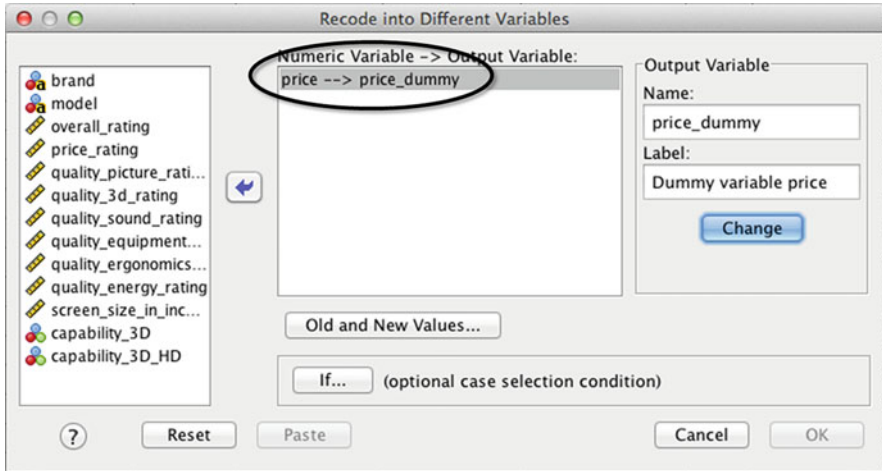 Recode into Different Variables
brand
model
overall_rating
price_rating
quality_picture_rati...
quality_3d_rating
quality_sound_rating
quality_equipment...
quality_ergonomics...
quality_energy_rating
screen_size_in_inc...
capability_3D
capability_3D_HD
Numeric Variable -> Output Variable:
price --> price_dummy
Output Variable
Name:
price_dummy
Label:
Dummy variable price
Change
Old and New Values...
If... (optional case selection condition)
? Reset Paste Cancel OK